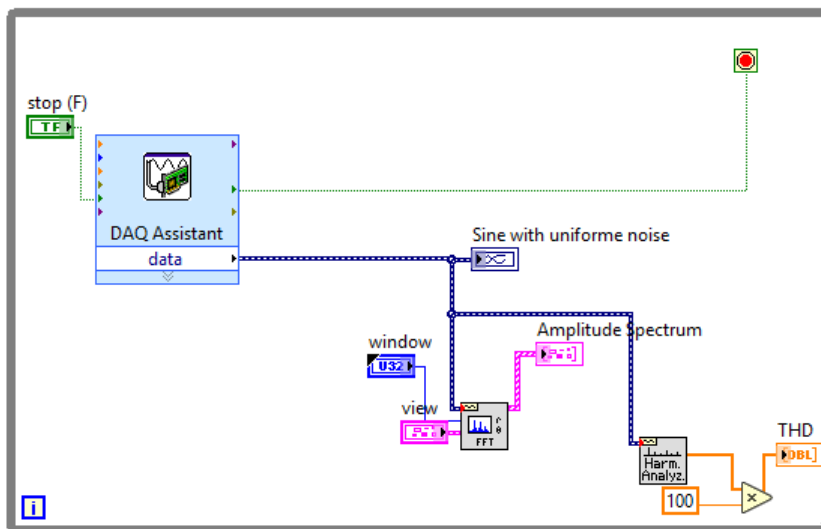 stop (F)
TF
DAQ Assistant
data
Sine with uniforme noise
Amplitude Spectrum
window
U32
view
FFT
THD
DBL]
Harm.
Analyz.
100
x
i